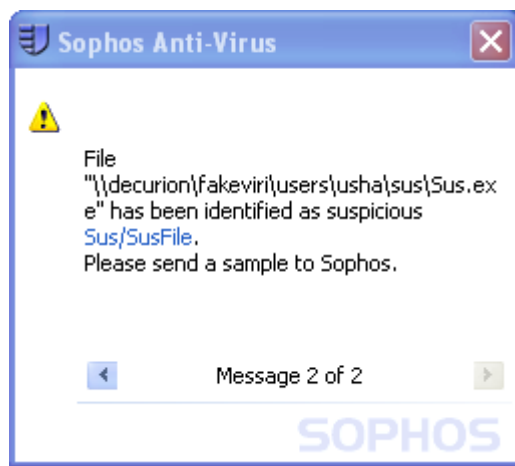 Sophos Anti-Virus
File
"\\decurion\fakeviri\users\usha\sus\Sus.ex
e" has been identified as suspicious
Sus/SusFile.
Please send a sample to Sophos.
Message 2 of 2
SOPHOS